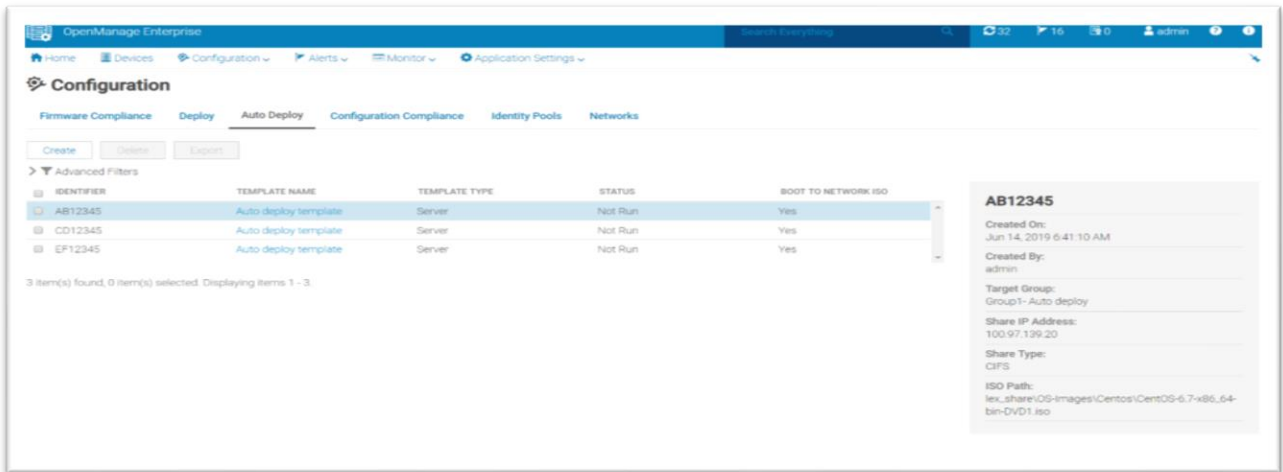 OpenManage Enterprise
Search Everything
32 16 0 admin
Home Devices Configuration Alerts Monitor Application Settings
Configuration
Firmware Compliance Deploy Auto Deploy Configuration Compliance Identity Pools Networks
Create Delete Export
Advanced Filters
IDENTIFIER TEMPLATE NAME TEMPLATE TYPE STATUS BOOT TO NETWORK ISO
AB12345 Auto deploy template Server Not Run Yes
CD12345 Auto deploy template Server Not Run Yes
EF12345 Auto deploy template Server Not Run Yes
3 item(s) found, 0 item(s) selected. Displaying items 1 - 3.
AB12345
Created On:
Jun 14, 2019 6:41:10 AM
Created By:
admin
Target Group:
Group1- Auto deploy
Share IP Address:
100.97.139.20
Share Type:
CIFS
ISO Path:
lex_share\OS-Images\Centos\CentOS-6.7-x86_64-
bin-DVD1.iso